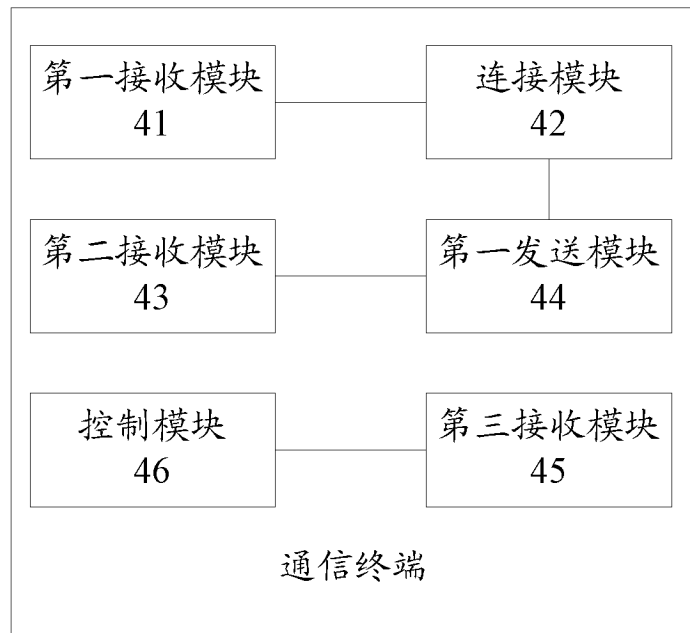 第一接收模块
41
连接模块
42
第二接收模块
43
第一发送模块
44
控制模块
46
第三接收模块
45
通信终端